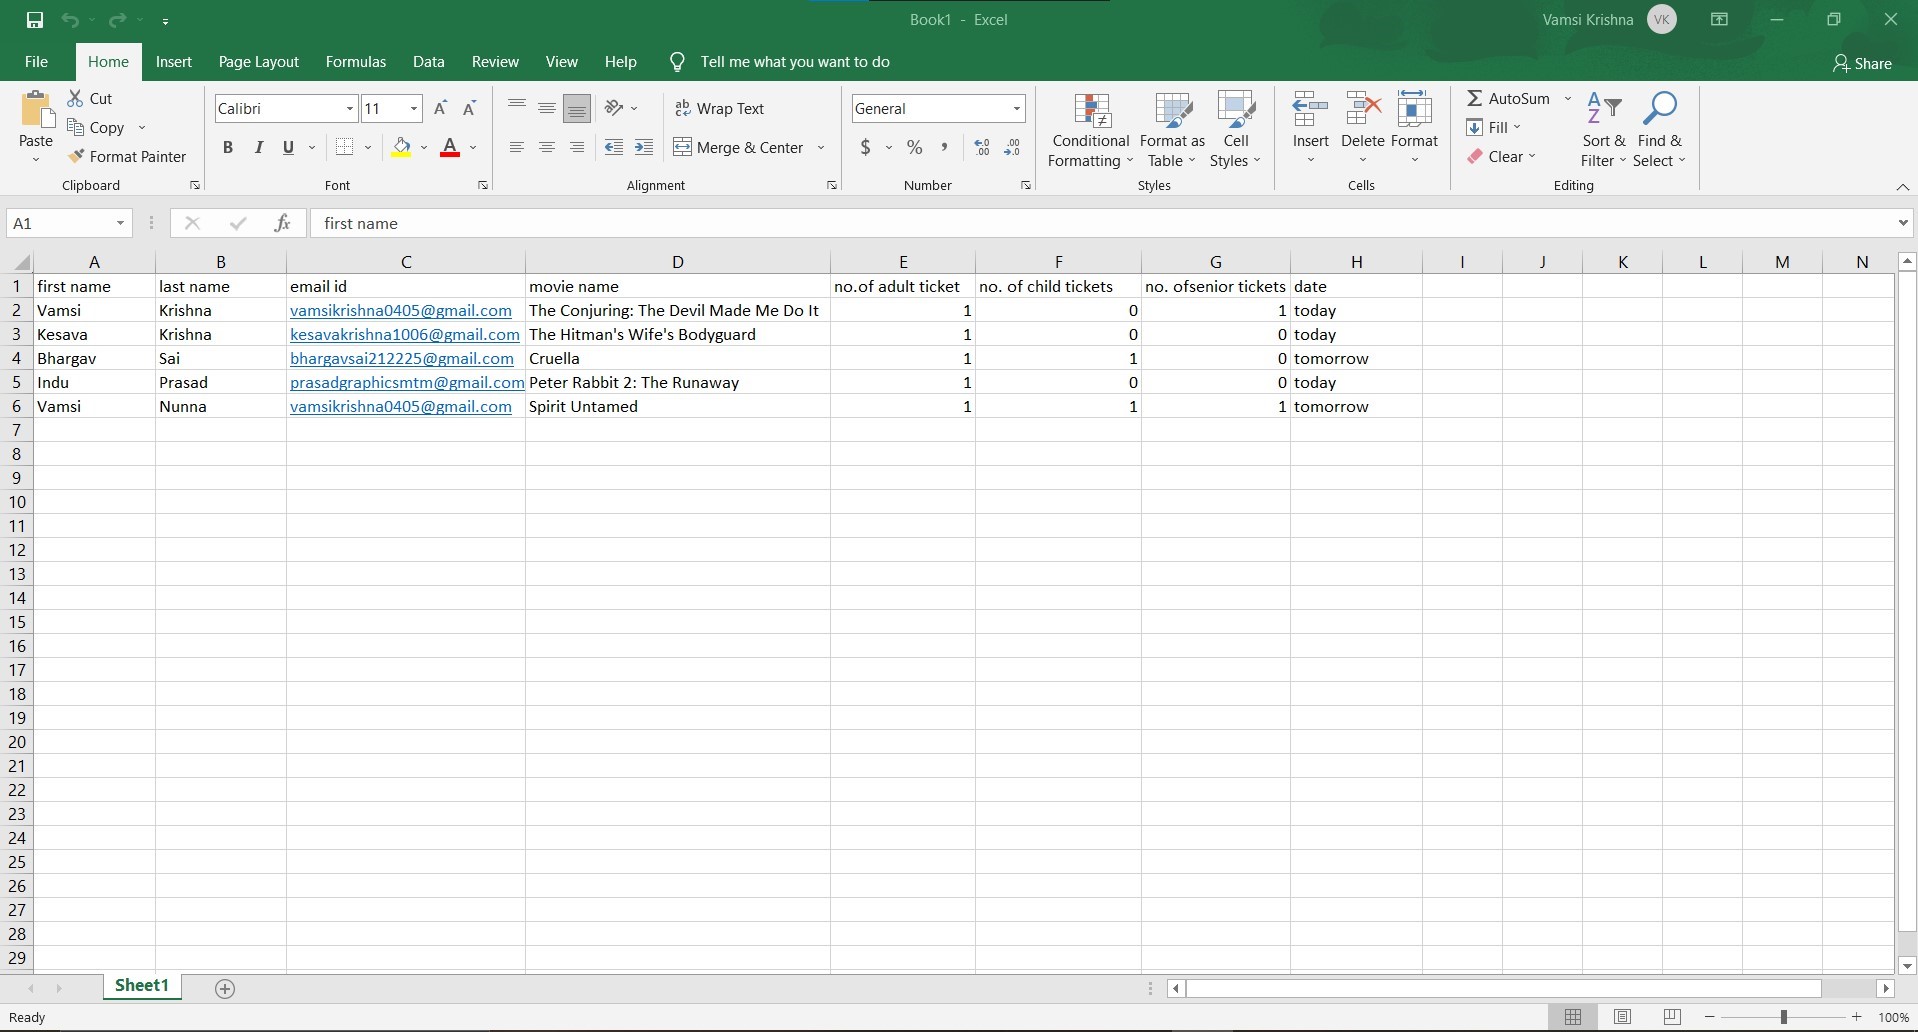 Book1 - Excel
Vamsi Krishna VK
File Home Insert Page Layout Formulas Data Review View Help Tell me what you want to do Share
Paste Cut Copy Format Painter Clipboard
Calibri 11 A A B I U A Font
ab Wrap Text Merge & Center Alignment
General $ % , Number
Conditional Formatting Format as Table Cell Styles Styles
Insert Delete Format Cells
AutoSum Fill Clear Sort & Filter Find & Select Editing
A1 fx first name
A B C D E F G H I J K L M N
1 first name last name email id movie name no.of adult ticket no. of child tickets no. ofsenior tickets date
2 Vamsi Krishna vamsikrishna0405@gmail.com The Conjuring: The Devil Made Me Do It 1 0 1 today
3 Kesava Krishna kesavakrishna1006@gmail.com The Hitman's Wife's Bodyguard 1 0 0 today
4 Bhargav Sai bhargavsai212225@gmail.com Cruella 1 1 0 tomorrow
5 Indu Prasad prasadgraphicsmtm@gmail.com Peter Rabbit 2: The Runaway 1 0 0 today
6 Vamsi Nunna vamsikrishna0405@gmail.com Spirit Untamed 1 1 1 tomorrow
7
8
9
10
11
12
13
14
15
16
17
18
19
20
21
22
23
24
25
26
27
28
29
Sheet1
Ready 100%